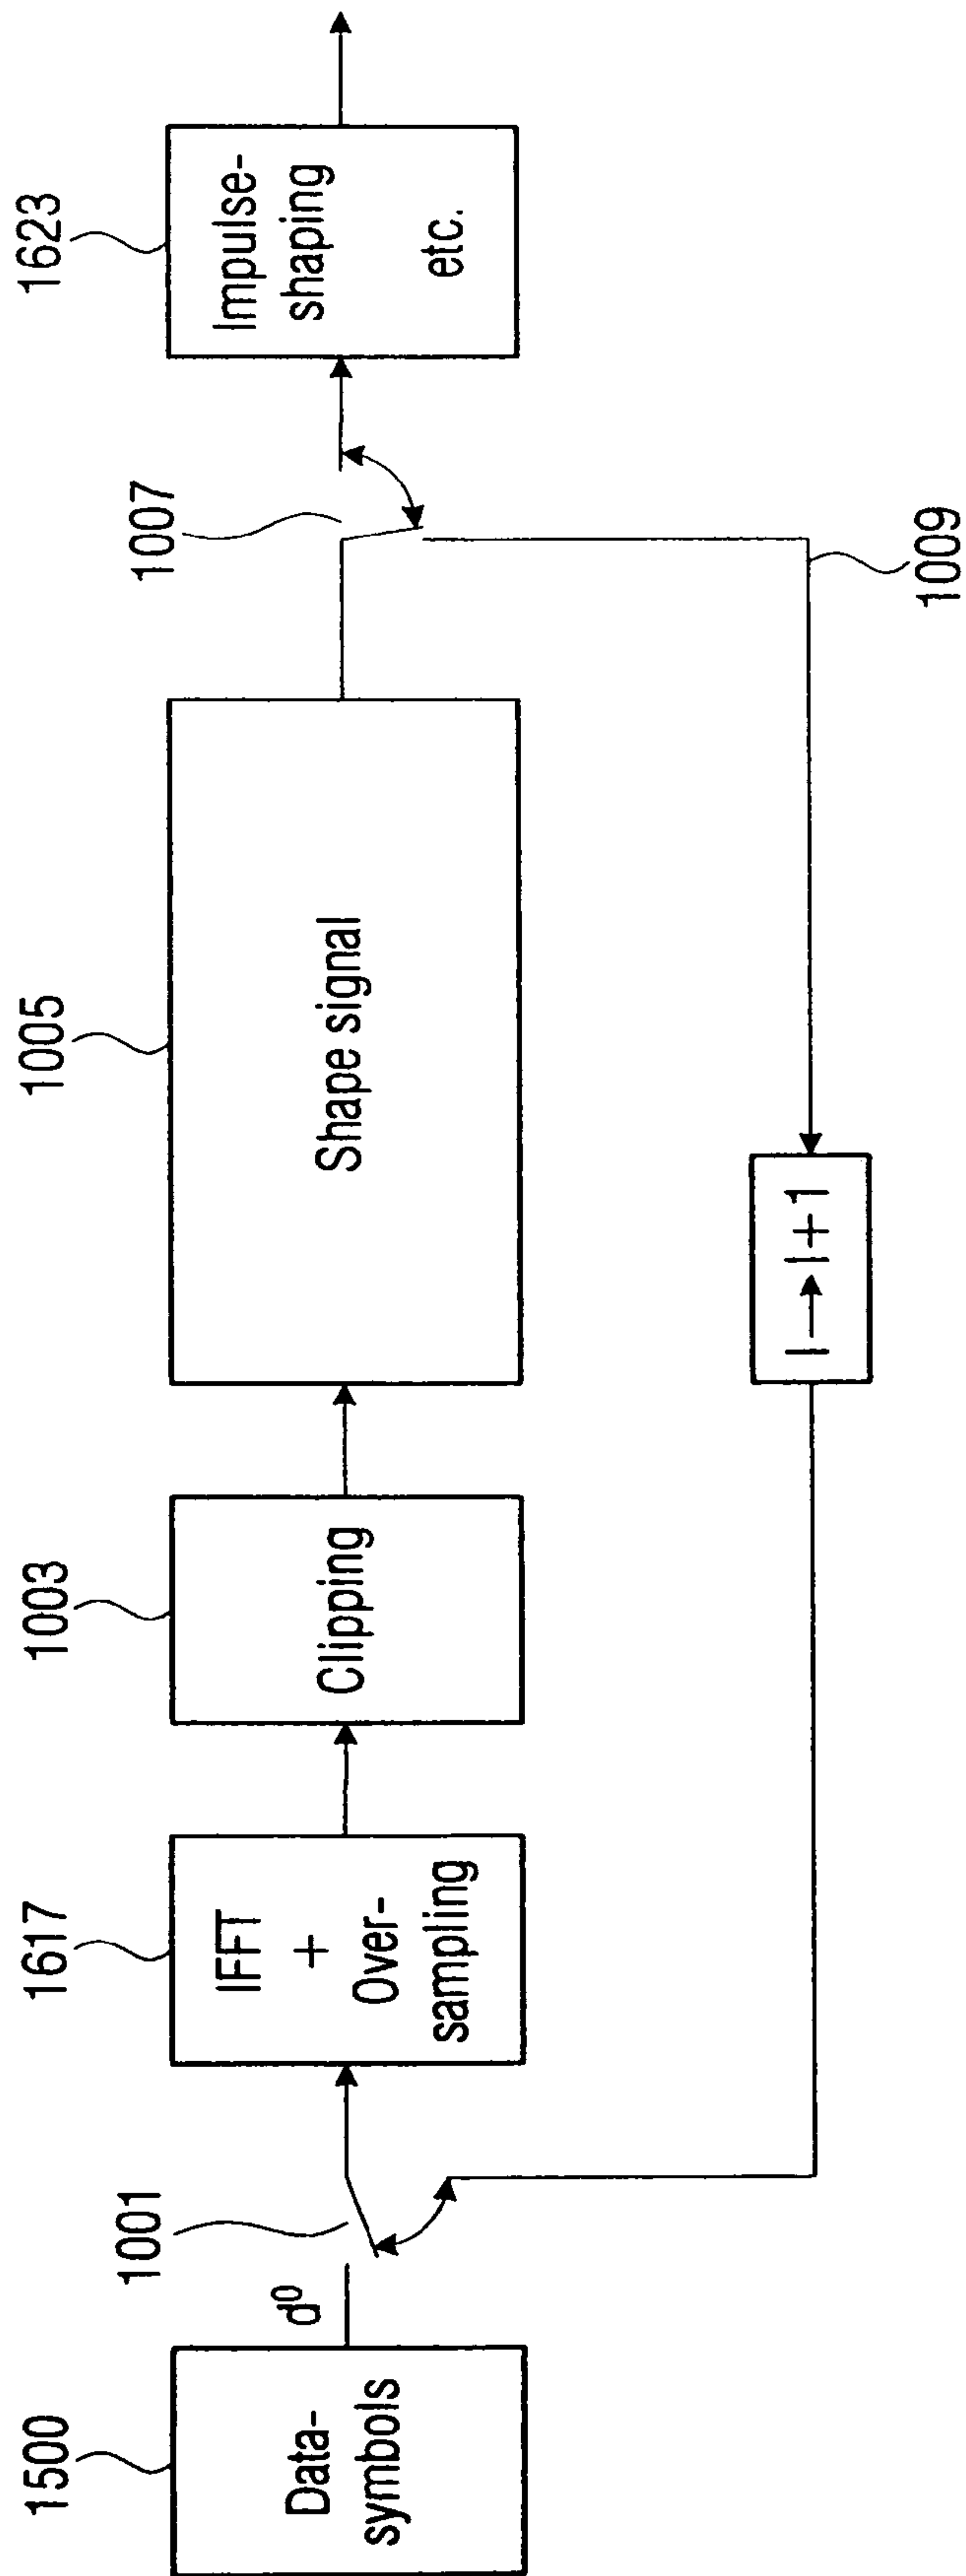 1500
Data-
symbols
d⁰
1001
1617
IFFT
+
Over-
sampling
1003
Clipping
1005
Shape signal
1007
1623
Impulse-
shaping
etc.
1009
I→I+1